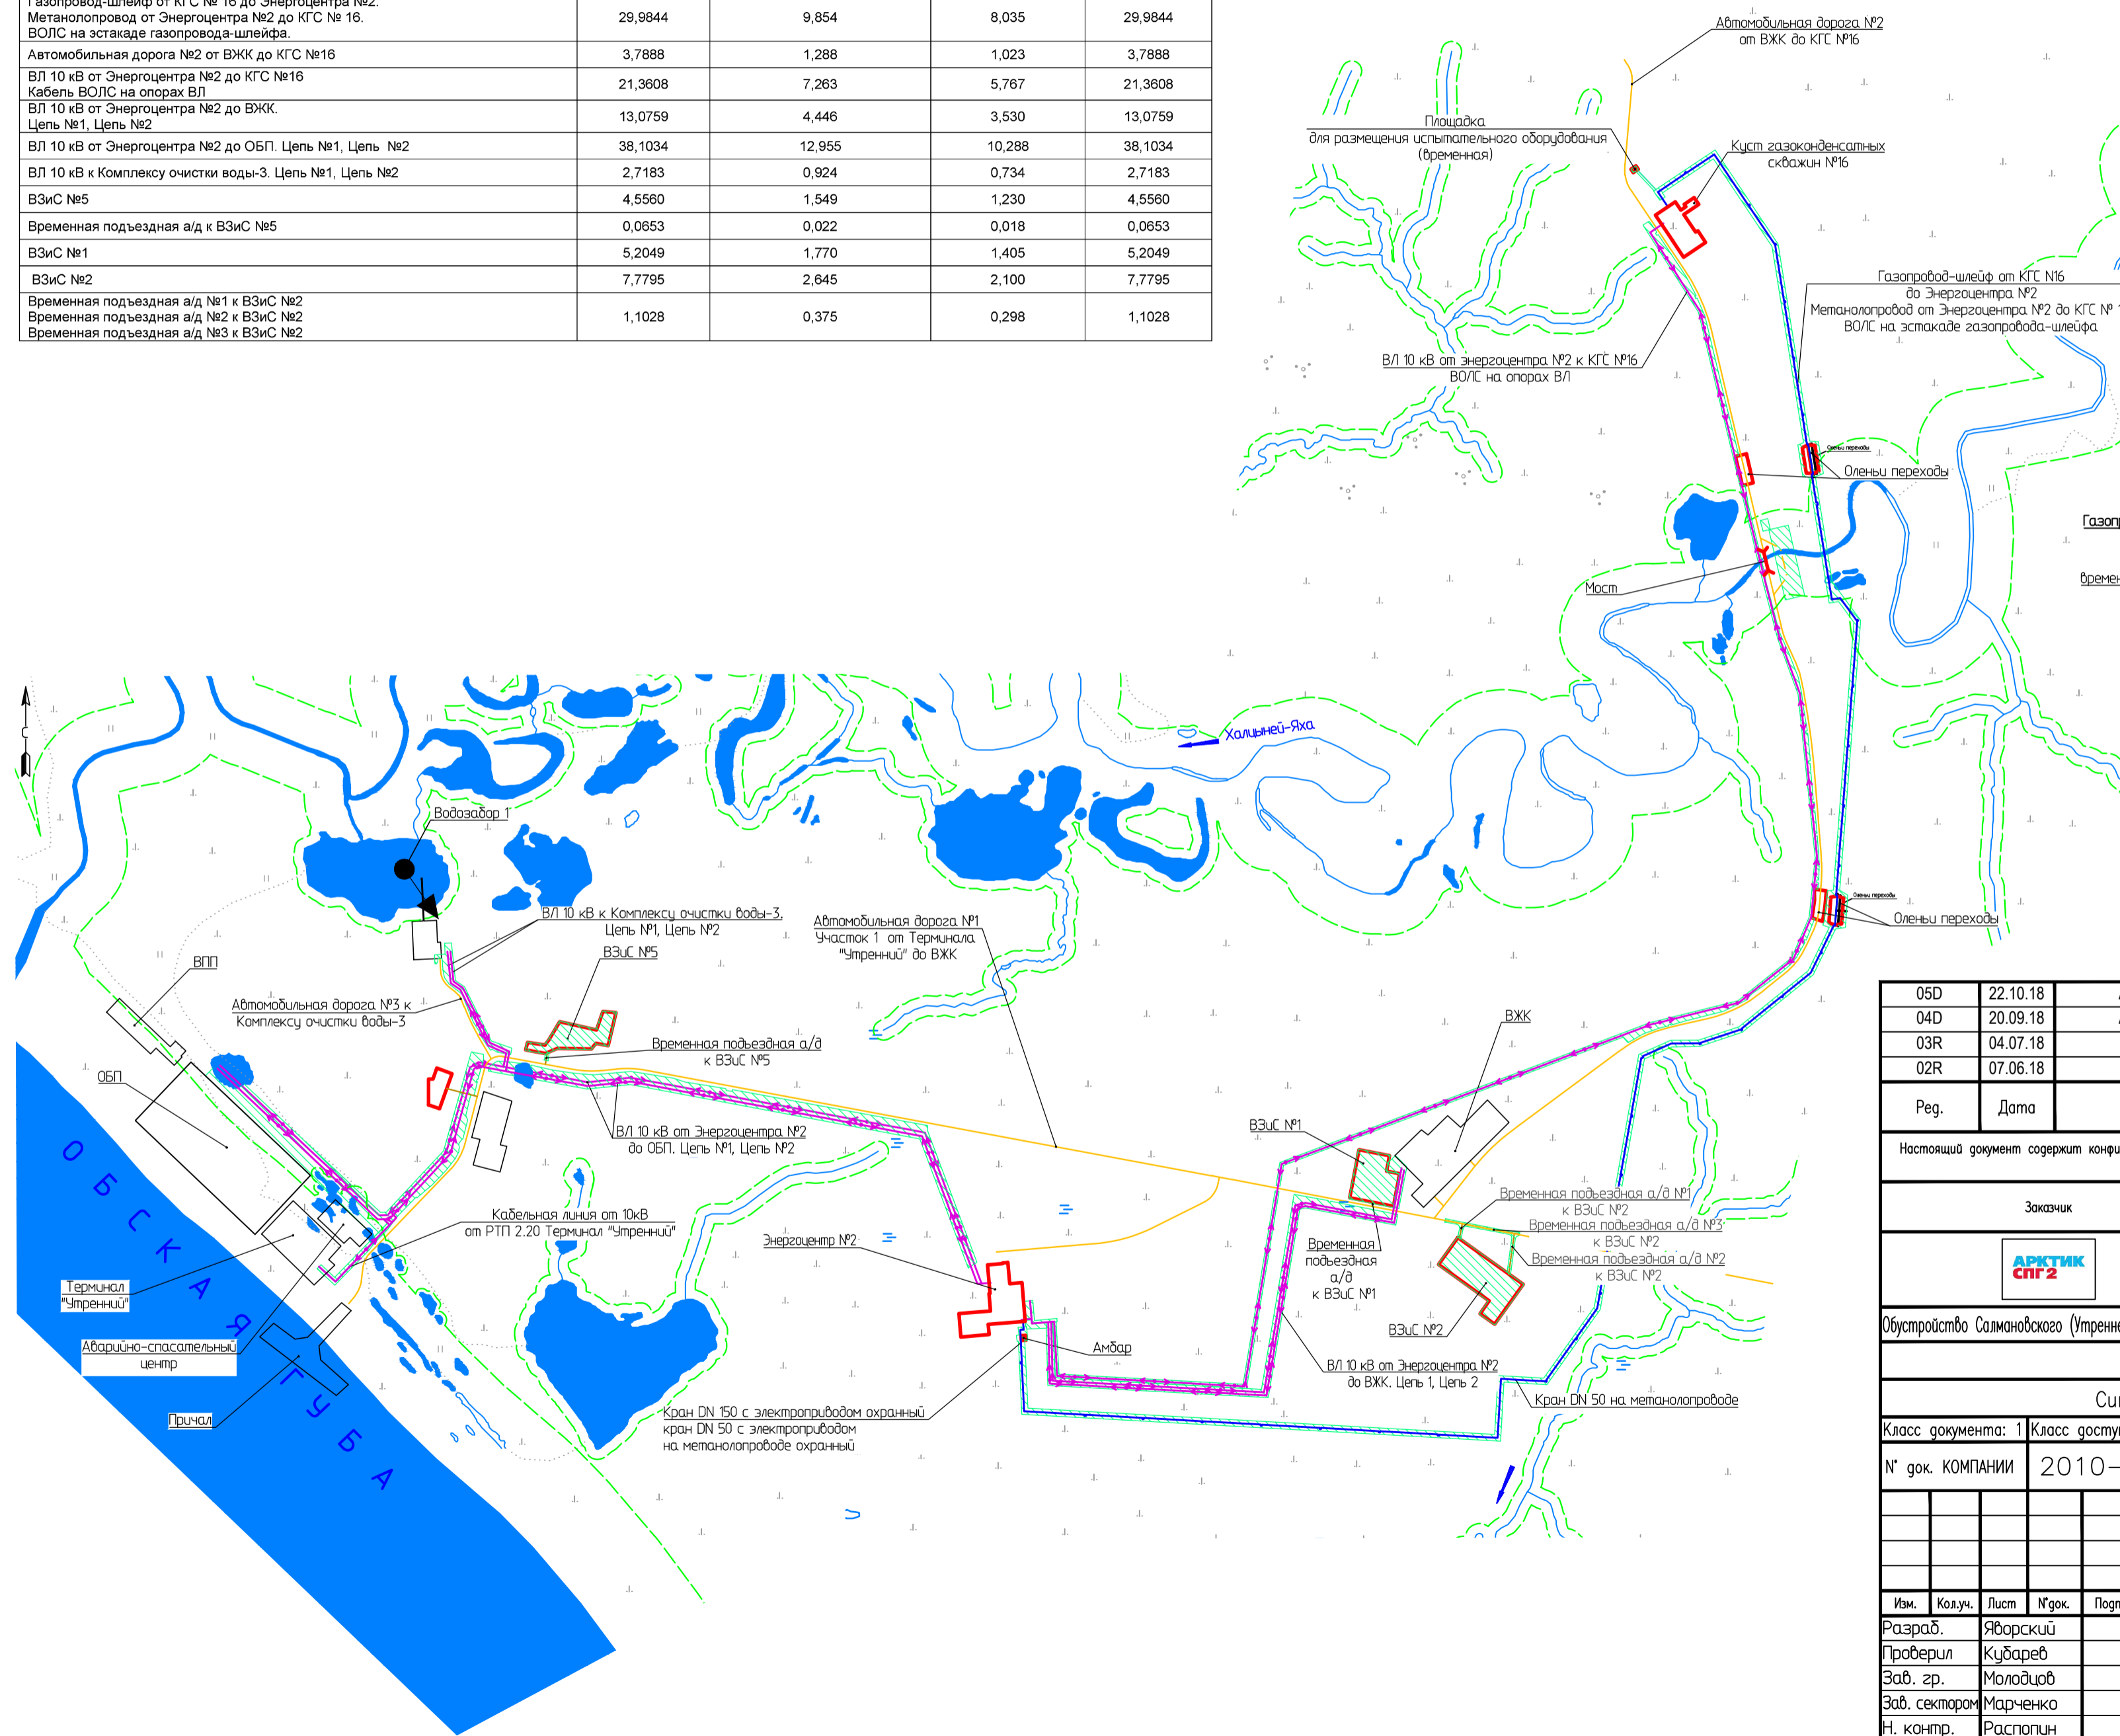 Газопровод-шлейф от КГС № 16 до Энергоцентра №2.
Метанолопровод от Энергоцентра №2 до КГС № 16.
ВОЛС на эстакаде газопровода-шлейфа.
29,9844 9,854 8,035 29,9844
Автомобильная дорога №2 от ВЖК до КГС №16 3,7888 1,288 1,023 3,7888
ВЛ 10 кВ от Энергоцентра №2 до КГС №16
Кабель ВОЛС на опорах ВЛ
21,3608 7,263 5,767 21,3608
ВЛ 10 кВ от Энергоцентра №2 до ВЖК.
Цепь №1, Цепь №2
13,0759 4,446 3,530 13,0759
ВЛ 10 кВ от Энергоцентра №2 до ОБП. Цепь №1, Цепь №2 38,1034 12,955 10,288 38,1034
ВЛ 10 кВ к Комплексу очистки воды-3. Цепь №1, Цепь №2 2,7183 0,924 0,734 2,7183
ВЗиС №5 4,5560 1,549 1,230 4,5560
Временная подъездная а/д к ВЗиС №5 0,0653 0,022 0,018 0,0653
ВЗиС №1 5,2049 1,770 1,405 5,2049
ВЗиС №2 7,7795 2,645 2,100 7,7795
Временная подъездная а/д №1 к ВЗиС №2
Временная подъездная а/д №2 к ВЗиС №2
Временная подъездная а/д №3 к ВЗиС №2
1,1028 0,375 0,298 1,1028
Автомобильная дорога №2
от ВЖК до КГС №16
Площадка
для размещения испытательного оборудования
(временная)
Куст газоконденсатных
скважин №16
Газопровод-шлейф от КГС N16
до Энергоцентра №2
Метанолопровод от Энергоцентра №2 до КГС №
ВОЛС на эстакаде газопровода-шлейфа
ВЛ 10 кВ от энергоцентра №2 к КГС №16
ВОЛС на опорах ВЛ
Оленьи переходы
Оленьи переходы
Мост
Халцыней-Яха
С
Водозабор 1
ВЛ 10 кВ к Комплексу очистки воды-3.
Цепь №1, Цепь №2
ВЗиС №5
Автомобильная дорога №1
Участок 1 от Терминала
"Утренний" до ВЖК
Оленьи переходы
Оленьи переходы
ВПП
Автомобильная дорога №3 к
Комплексу очистки воды-3
Временная подъездная а/д
к ВЗиС №5
ВЖК
ОБП
ВЛ 10 кВ от Энергоцентра №2
до ОБП. Цепь №1, Цепь №2
ВЗиС №1
Кабельная линия от 10кВ
от РТП 2.20 Терминал "Утренний"
Энергоцентр №2
Временная подъездная а/д №1
к ВЗиС №2
Временная подъездная а/д №3
к ВЗиС №2
Временная подъездная а/д №2
к ВЗиС №2
Временная
подъездная
а/д
к ВЗиС №1
Терминал
"Утренний"
Аварийно-спасательный
центр
Причал
ОБСКАЯ ГУБА
Амбар
ВЗиС №2
ВЛ 10 кВ от Энергоцентра №2
до ВЖК. Цепь 1, Цепь 2
Кран DN 50 на метанолопроводе
Кран DN 150 с электроприводом охранный
кран DN 50 с электроприводом
на метанолопроводе охранный
05D 22.10.18
04D 20.09.18
03R 04.07.18
02R 07.06.18
Ред. Дата
Настоящий документ содержит
Заказчик
АРКТИК
СПГ 2
Обустройство Салмановского
Класс документа: 1 Класс
N° док. КОМПАНИИ 2010-
Изм. Кол.уч. Лист N°док.
Разраб. Яворский
Проверил Кубарев
Зав. гр. Молодцов
Зав. сектором Марченко
Н. контр. Распопин